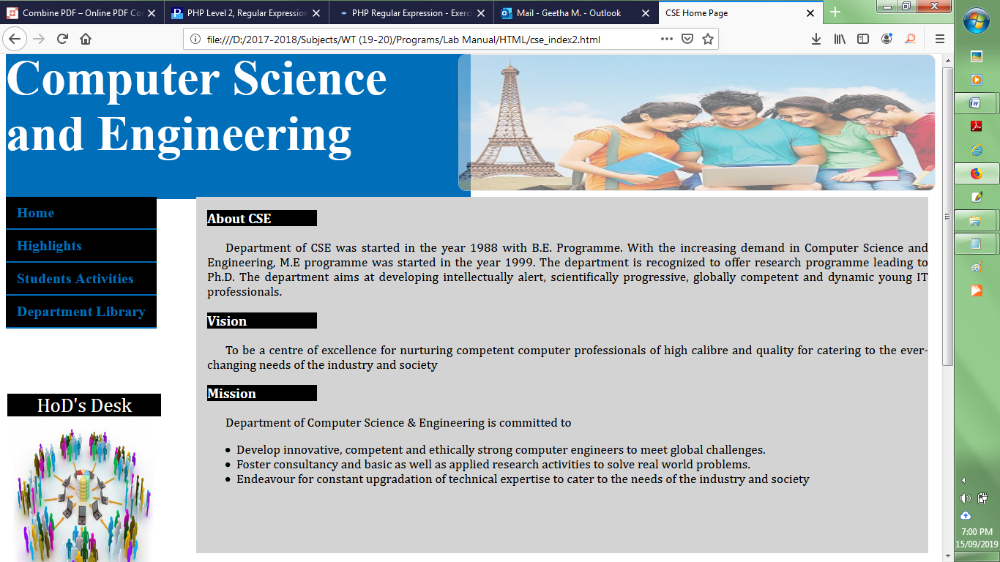 Combine PDF – Online PDF Con
PHP Level 2, Regular Expression
PHP Regular Expression - Exerci
Mail - Geetha M. - Outlook
CSE Home Page
file:///D:/2017-2018/Subjects/WT (19-20)/Programs/Lab Manual/HTML/cse_index2.html
Computer Science
and Engineering
Home
Highlights
Students Activities
Department Library
HoD's Desk
About CSE
Department of CSE was started in the year 1988 with B.E. Programme. With the increasing demand in Computer Science and
Engineering, M.E programme was started in the year 1999. The department is recognized to offer research programme leading to
Ph.D. The department aims at developing intellectually alert, scientifically progressive, globally competent and dynamic young IT
professionals.
Vision
To be a centre of excellence for nurturing competent computer professionals of high calibre and quality for catering to the ever-
changing needs of the industry and society
Mission
Department of Computer Science & Engineering is committed to
• Develop innovative, competent and ethically strong computer engineers to meet global challenges.
• Foster consultancy and basic as well as applied research activities to solve real world problems.
• Endeavour for constant upgradation of technical expertise to cater to the needs of the industry and society
7:00 PM
15/09/2019